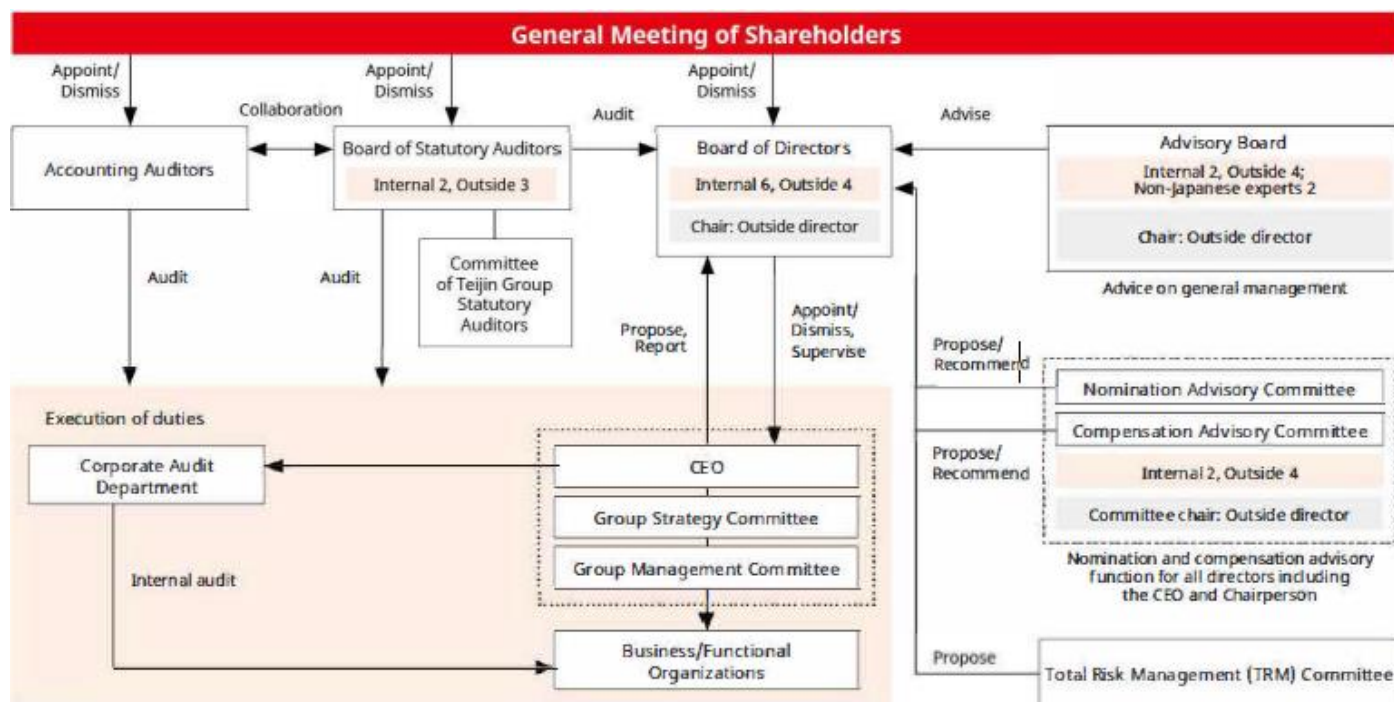 General Meeting of Shareholders
Appoint/
Dismiss
Appoint/
Dismiss
Appoint/
Dismiss
Collaboration
Audit
Advise
Accounting Auditors
Board of Statutory Auditors
Internal 2, Outside 3
Board of Directors
Internal 6, Outside 4
Chair: Outside director
Advisory Board
Internal 2, Outside 4;
Non-Japanese experts 2
Chair: Outside director
Advice on general management
Audit
Audit
Committee
of Teijin Group
Statutory
Auditors
Propose,
Report
Appoint/
Dismiss,
Supervise
Propose/
Recommend
Nomination Advisory Committee
Compensation Advisory Committee
Propose/
Recommend
Internal 2, Outside 4
Committee chair: Outside director
Nomination and compensation advisory
function for all directors including
the CEO and Chairperson
Execution of duties
Corporate Audit
Department
CEO
Group Strategy Committee
Group Management Committee
Internal audit
Business/Functional
Organizations
Propose
Total Risk Management (TRM) Committee